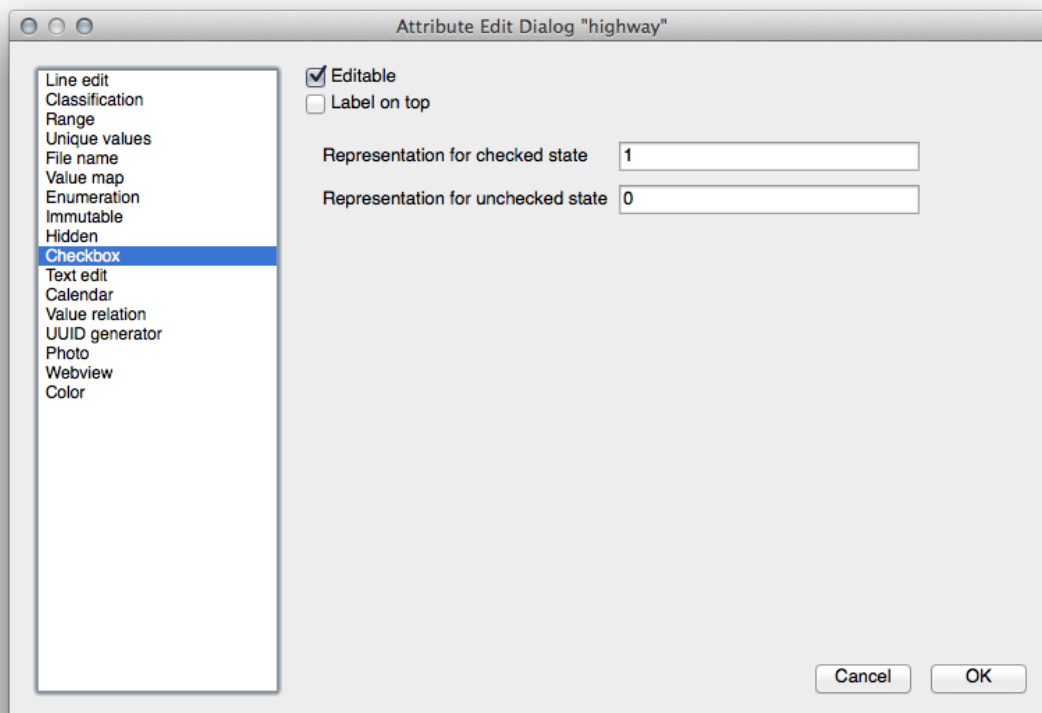 Attribute Edit Dialog "highway"
Line edit
Classification
Range
Unique values
File name
Value map
Enumeration
Immutable
Hidden
Checkbox
Text edit
Calendar
Value relation
UUID generator
Photo
Webview
Color
Editable
Label on top
Representation for checked state 1
Representation for unchecked state 0
Cancel OK